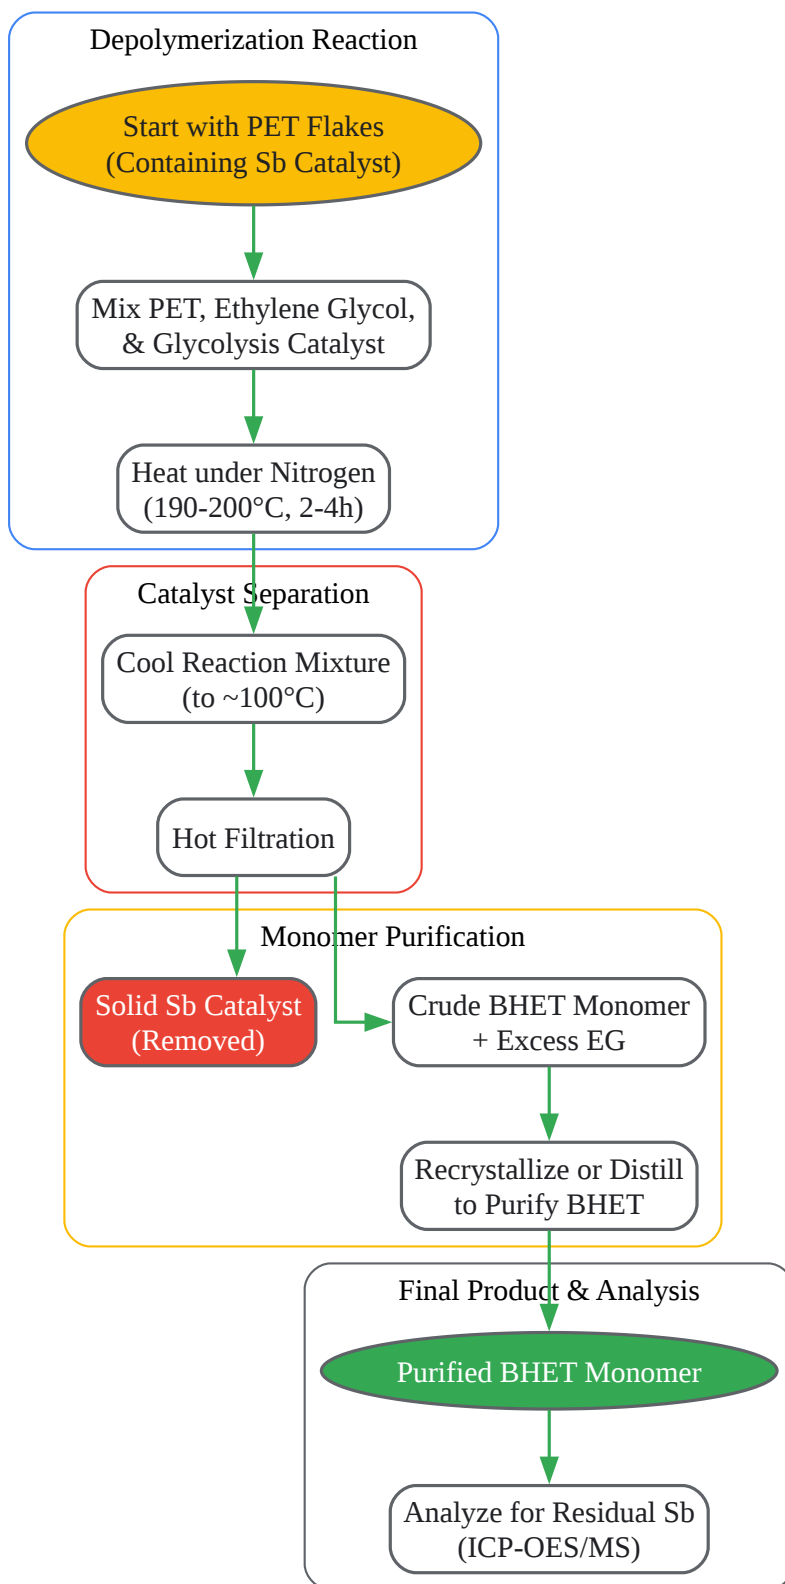 Depolymerization Reaction
Start with PET Flakes
(Containing Sb Catalyst)
Mix PET, Ethylene Glycol,
& Glycolysis Catalyst
Heat under Nitrogen
(190-200°C, 2-4h)
Catalyst Separation
Cool Reaction Mixture
(to ~100°C)
Hot Filtration
Monomer Purification
Solid Sb Catalyst
(Removed)
Crude BHET Monomer
+ Excess EG
Recrystallize or Distill
to Purify BHET
Final Product & Analysis
Purified BHET Monomer
Analyze for Residual Sb
(ICP-OES/MS)